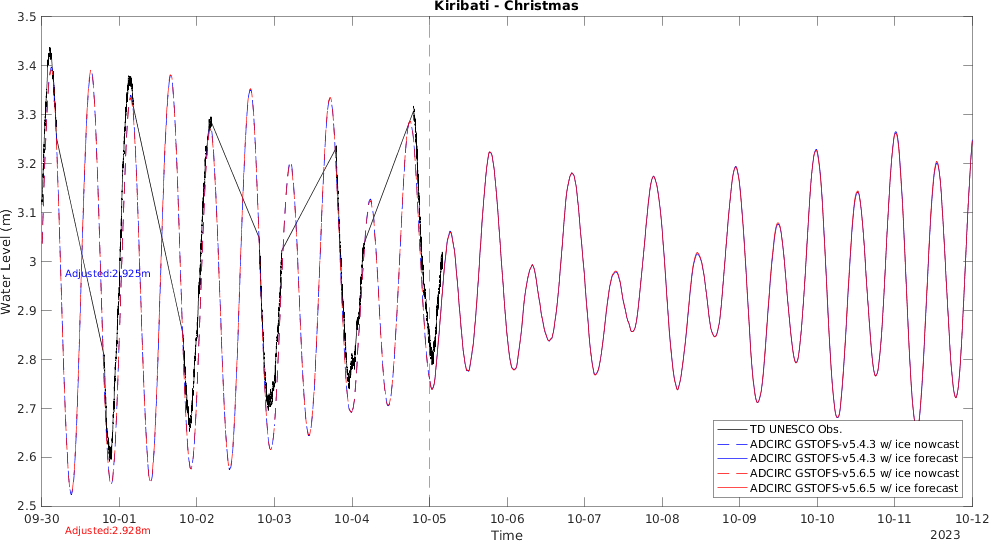 Kiribati - Christmas
3.5
3.4
3.3
3.2
3.1
3
2.9
2.8
2.7
2.6
2.5
Water Level (m)
Adjusted:2.925m
TD UNESCO Obs.
ADCIRC GSTOFS-v5.4.3 w/ ice nowcast
ADCIRC GSTOFS-v5.4.3 w/ ice forecast
ADCIRC GSTOFS-v5.6.5 w/ ice nowcast
ADCIRC GSTOFS-v5.6.5 w/ ice forecast
09-30 10-01 10-02 10-03 10-04 10-05 10-06 10-07 10-08 10-09 10-10 10-11 10-12
Adjusted:2.928m
Time
2023